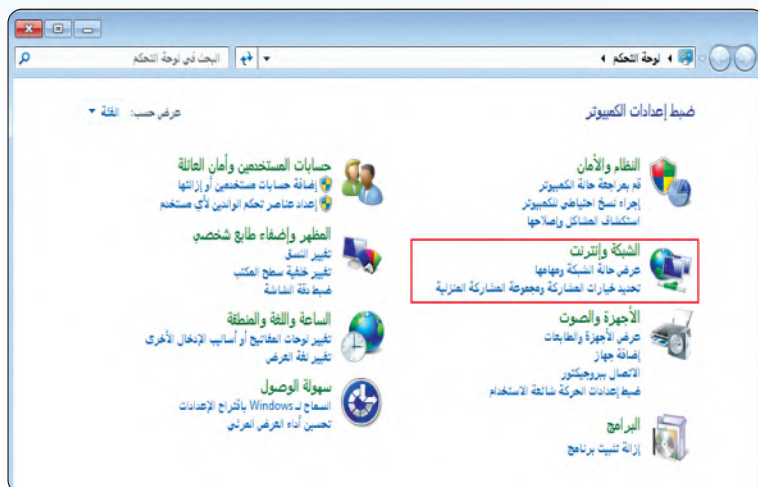 لوحة التحكم
البحث في لوحة التحكم
ضبط إعدادات الكمبيوتر
عرض حسب: الفئة
النظام والأمان
قم بمراجعة حالة الكمبيوتر
إجراء نسخ احتياطي للكمبيوتر
استكشاف المشاكل وإصلاحها
الشبكة وإنترنت
عرض حالة الشبكة ومهامها
تحديد خيارات المشاركة ومجموعة المشاركة المنزلية
الأجهزة والصوت
عرض الأجهزة والطابعات
إضافة جهاز
الاتصال ببروجيكتور
ضبط إعدادات الحركة شائعة الاستخدام
البرامج
إزالة تثبيت برنامج
حسابات المستخدمين وأمان العائلة
إضافة حسابات مستخدمين أو إزالتها
إعداد عناصر تحكم الوالدين لأي مستخدم
المظهر وإضفاء طابع شخصي
تغيير النسق
تغيير خلفية سطح المكتب
ضبط دقة الشاشة
الساعة واللغة والمنطقة
تغيير لوحات المفاتيح أو أساليب الإدخال الأخرى
تغيير لغة العرض
سهولة الوصول
السماح لـ Windows باقتراح الإعدادات
تحسين أداء العرض المرئي